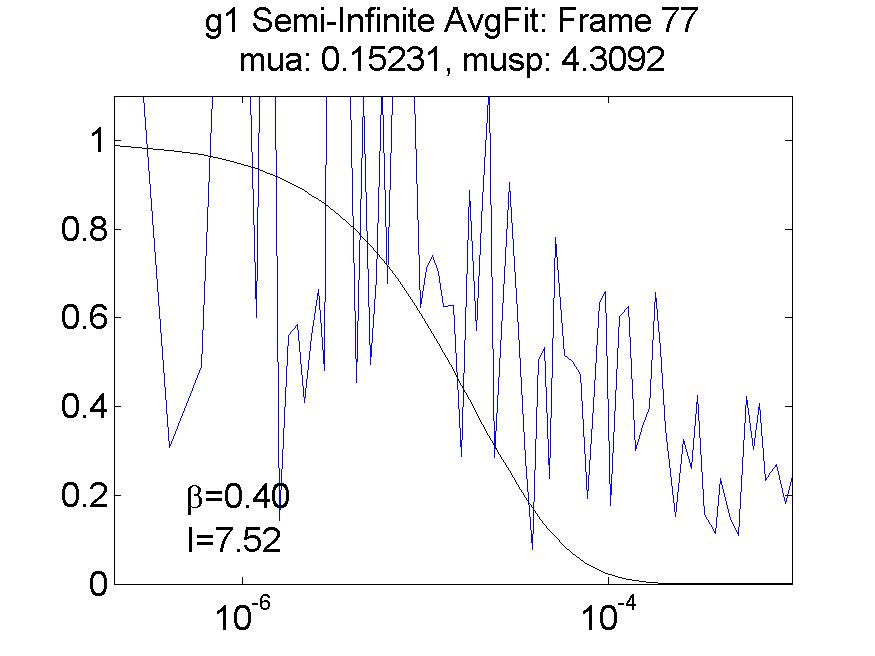 g1 Semi-Infinite AvgFit: Frame 77
mua: 0.15231, musp: 4.3092
1
0.8
0.6
0.4
0.2
0
β=0.40
I=7.52
10^-6
10^-4